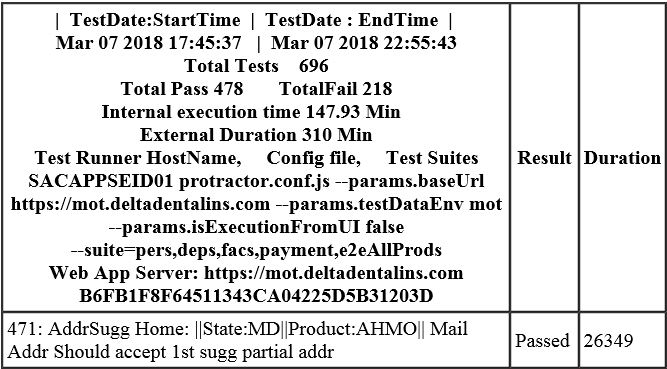 | TestDate:StartTime | TestDate : EndTime |
Mar 07 2018 17:45:37 | Mar 07 2018 22:55:43
Total Tests 696
Total Pass 478 TotalFail 218
Internal execution time 147.93 Min
External Duration 310 Min
Test Runner HostName, Config file, Test Suites
SACAPPSEID01 protractor.conf.js --params.baseUrl
https://mot.deltadentalins.com --params.testDataEnv mot
--params.isExecutionFromUI false
--suite=pers,deps,facs,payment,e2eAllProds
Web App Server: https://mot.deltadentalins.com
B6FB1F8F64511343CA04225D5B31203D
Result
Duration
471: AddrSugg Home: ||State:MD||Product:AHMO|| Mail
Addr Should accept 1st sugg partial addr
Passed
26349